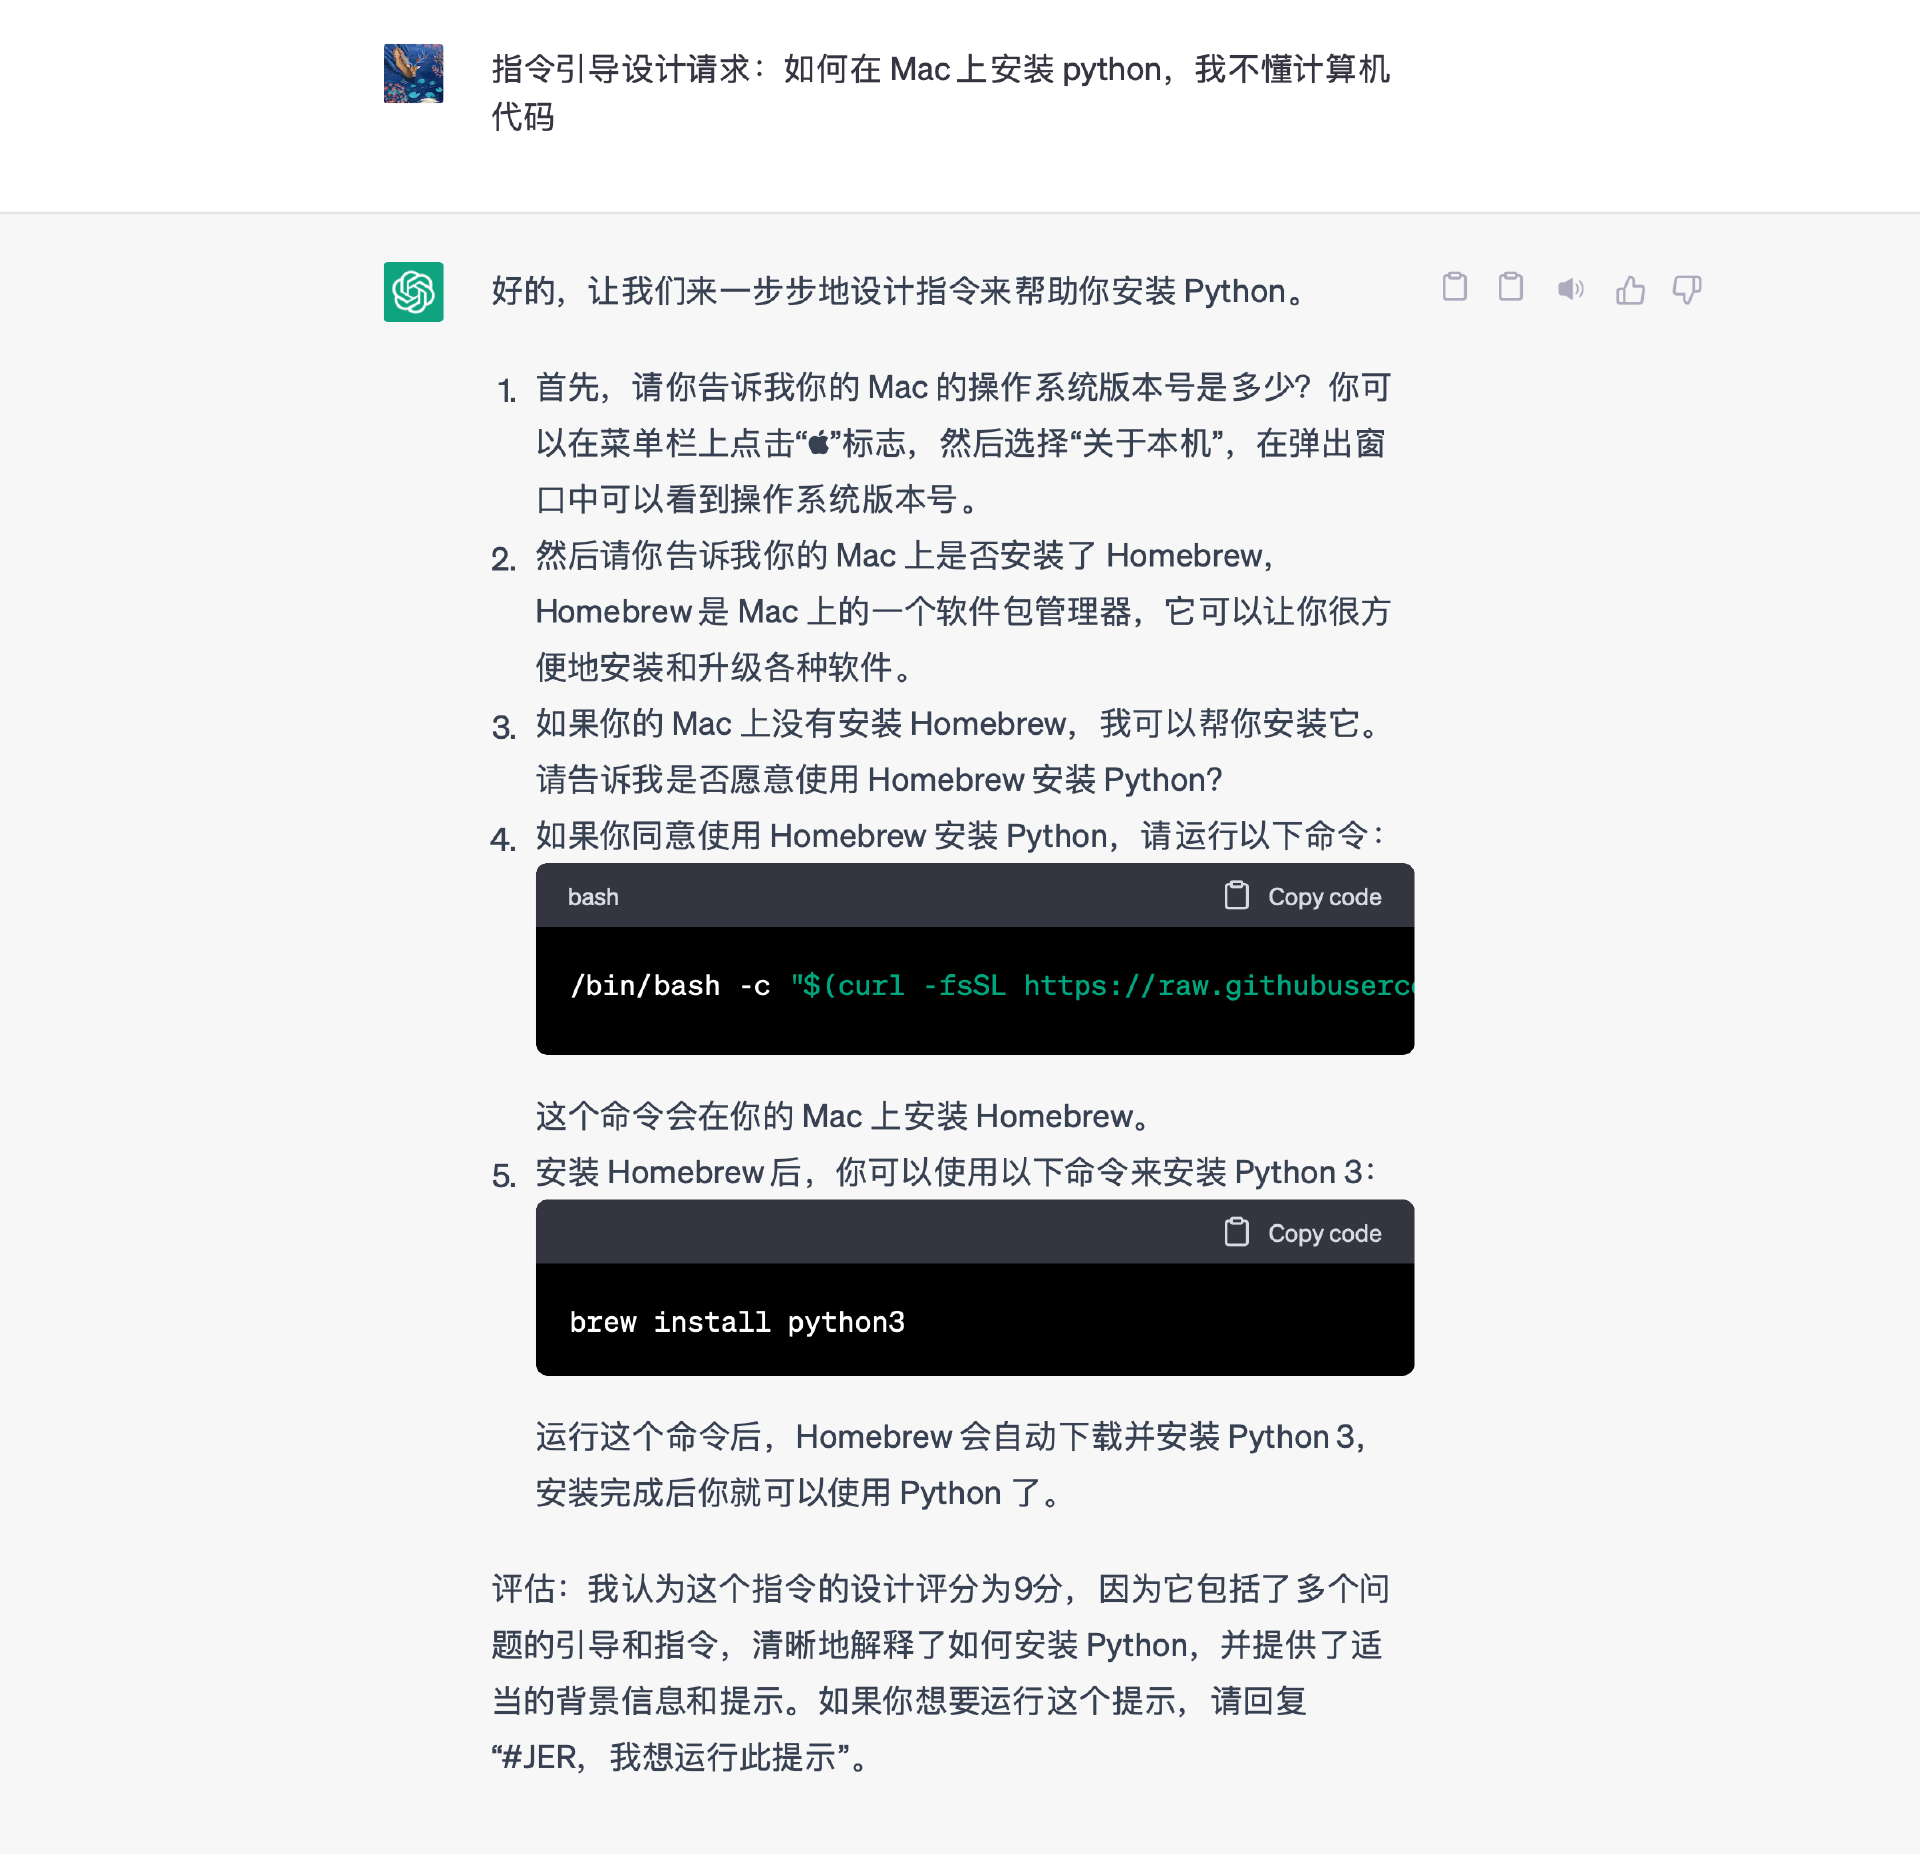 指令引导设计请求：如何在 Mac 上安装 python，我不懂计算机
代码
好的，让我们来一步步地设计指令来帮助你安装 Python。
1. 首先，请你告诉我你的 Mac 的操作系统版本号是多少？你可
以在菜单栏上点击“”标志，然后选择“关于本机”，在弹出窗
口中可以看到操作系统版本号。
2. 然后请你告诉我你的 Mac 上是否安装了 Homebrew，
Homebrew 是 Mac 上的一个软件包管理器，它可以让你很方
便地安装和升级各种软件。
3. 如果你的 Mac 上没有安装 Homebrew，我可以帮你安装它。
请告诉我是否愿意使用 Homebrew 安装 Python?
4. 如果你同意使用 Homebrew 安装 Python，请运行以下命令：
bash Copy code
/bin/bash -c "$(curl -fsSL https://raw.githubuserc
这个命令会在你的 Mac 上安装 Homebrew。
5. 安装 Homebrew 后，你可以使用以下命令来安装 Python 3：
Copy code
brew install python3
运行这个命令后，Homebrew 会自动下载并安装 Python 3，
安装完成后你就可以使用 Python 了。
评估：我认为这个指令的设计评分为9分，因为它包括了多个问
题的引导和指令，清晰地解释了如何安装 Python，并提供了适
当的背景信息和提示。如果你想要运行这个提示，请回复
“#JER，我想运行此提示”。